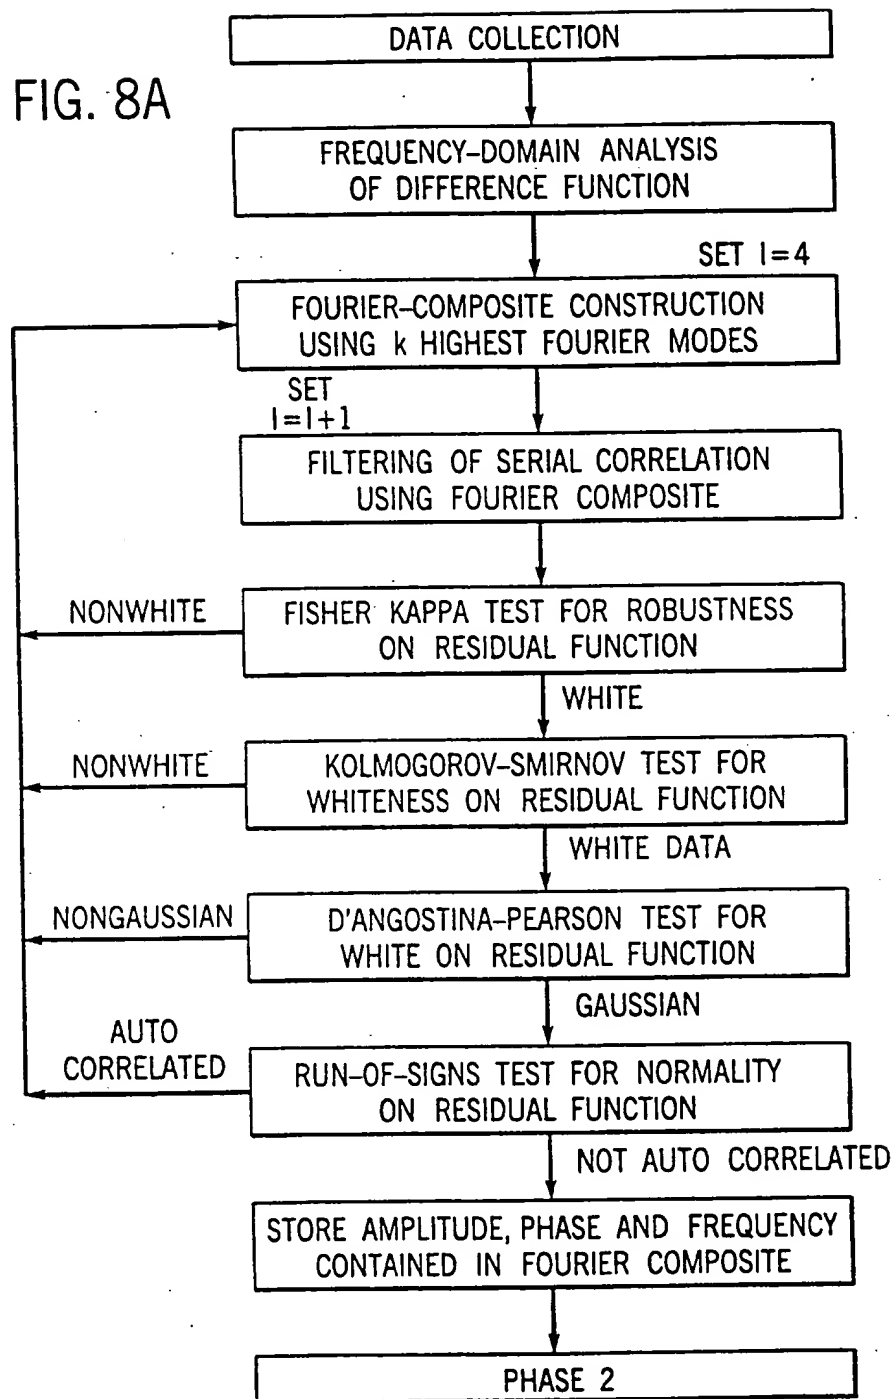 DATA COLLECTION
FIG. 8A
FREQUENCY-DOMAIN ANALYSIS
OF DIFFERENCE FUNCTION
SET I=4
FOURIER-COMPOSITE CONSTRUCTION
USING k HIGHEST FOURIER MODES
SET
I=I+1
FILTERING OF SERIAL CORRELATION
USING FOURIER COMPOSITE
NONWHITE
FISHER KAPPA TEST FOR ROBUSTNESS
ON RESIDUAL FUNCTION
WHITE
NONWHITE
KOLMOGOROV-SMIRNOV TEST FOR
WHITENESS ON RESIDUAL FUNCTION
WHITE DATA
NONGAUSSIAN
D'ANGOSTINA-PEARSON TEST FOR
WHITE ON RESIDUAL FUNCTION
GAUSSIAN
AUTO
CORRELATED
RUN-OF-SIGNS TEST FOR NORMALITY
ON RESIDUAL FUNCTION
NOT AUTO CORRELATED
STORE AMPLITUDE, PHASE AND FREQUENCY
CONTAINED IN FOURIER COMPOSITE
PHASE 2